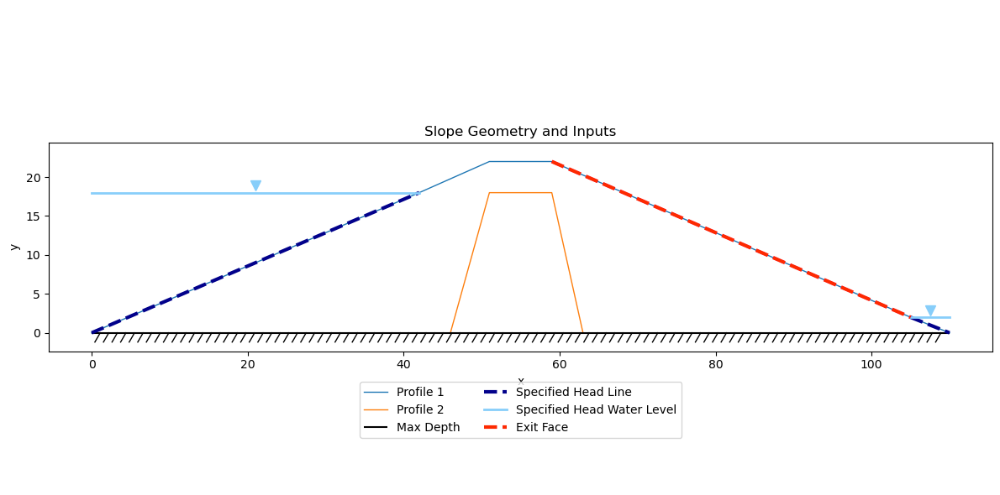 Slope Geometry and Inputs
y
20
15
10
5
0
0 20 40 60 80 100
x
Profile 1
Profile 2
Max Depth
Specified Head Line
Specified Head Water Level
Exit Face